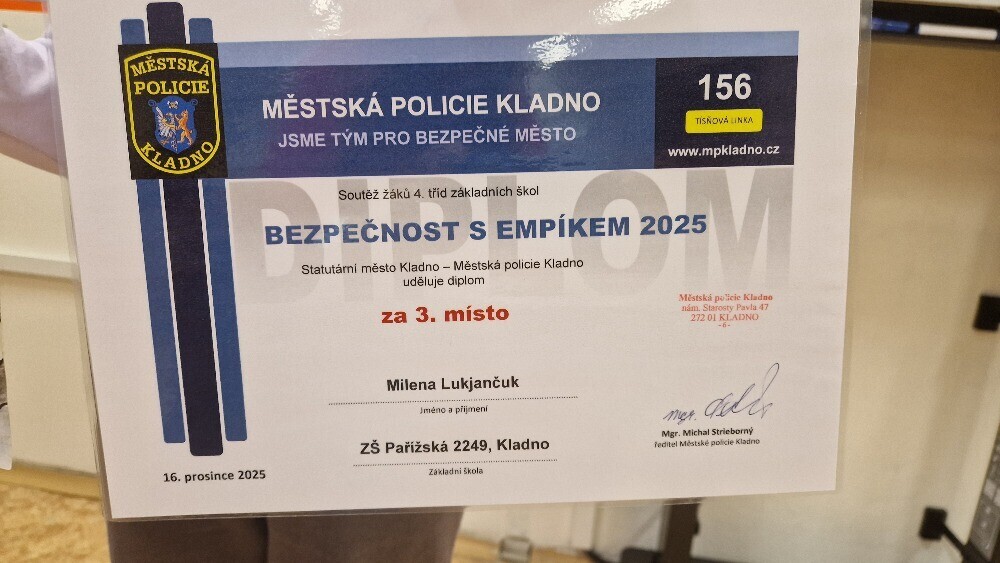 MĚSTSKÁ
POLICIE
KLADNO
MĚSTSKÁ POLICIE KLADNO
JSME TÝM PRO BEZPEČNÉ MĚSTO
156
TÍSŇOVÁ LINKA
www.mpkladno.cz
DIPLOM
Soutěž žáků 4. tříd základních škol
BEZPEČNOST S EMPÍKEM 2025
Statutární město Kladno – Městská policie Kladno
uděluje diplom
za 3. místo
Městská policie Kladno
nám. Starosty Pavla 47
272 01 KLADNO
-6-
Milena Lukjančuk
Jméno a příjmení
mgr.
Mgr. Michal Strieborný
ředitel Městské policie Kladno
ZŠ Pařížská 2249, Kladno
Základní škola
16. prosince 2025